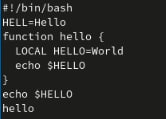 #!/bin/bash
HELL=Hello
function hello {
LOCAL HELLO=World
echo $HELLO
}
echo $HELLO
hello